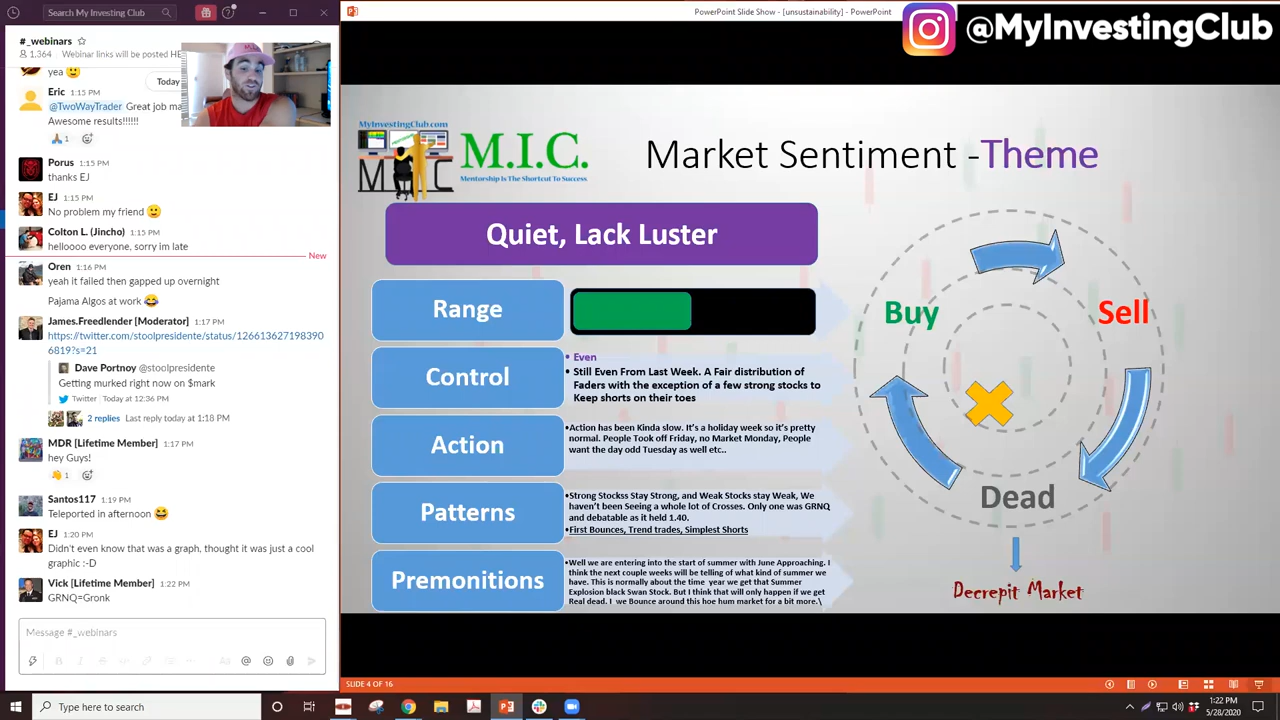 Search My Investing Club
PowerPoint Slide Show - [unsustainability] - PowerPoint
@MyInvestingClub
#_webinars
1,364 Webinar links will be posted HE
yea
Today
Eric 1:15 PM
@TwoWayTrader Great job ma
Awesome results!!!!!!
1
Porus 1:15 PM
thanks EJ
EJ 1:15 PM
No problem my friend
Colton L. (Jincho) 1:15 PM
helloooo everyone, sorry im late
New
Oren 1:16 PM
yeah it failed then gapped up overnight
Pajama Algos at work
James.Freedlender [Moderator] 1:17 PM
https://twitter.com/stoolpresidente/status/126613627198390
6819?s=21
Dave Portnoy @stoolpresidente
Getting murked right now on $mark
Twitter Today at 12:36 PM
2 replies Last reply today at 1:18 PM
MDR [Lifetime Member] 1:17 PM
hey Guys!
1
Santos117 1:19 PM
Teleported in afternoon
EJ 1:20 PM
Didn't even know that was a graph, thought it was just a cool
graphic :-D
Vick [Lifetime Member] 1:22 PM
GRNQ=Gronk
Message #_webinars
MyInvestingClub.com
MIC
M.I.C.
Mentorship Is The Shortcut To Success
Market Sentiment -Theme
Quiet, Lack Luster
Range
Control
• Even
• Still Even From Last Week. A Fair distribution of
Faders with the exception of a few strong stocks to
Keep shorts on their toes
Action
•Action has been Kinda slow. It's a holiday week so it's pretty
normal. People Took off Friday, no Market Monday, People
want the day odd Tuesday as well etc..
Patterns
•Strong Stockss Stay Strong, and Weak Stocks stay Weak, We
haven't been Seeing a whole lot of Crosses. Only one was GRNQ
and debatable as it held 1.40.
•First Bounces, Trend trades, Simplest Shorts
Premonitions
•Well we are entering into the start of summer with June Approaching. I
think the next couple weeks will be telling of what kind of summer we
have. This is normally about the time year we get that Summer
Explosion black Swan Stock. But I think that will only happen if we get
Real dead. I we Bounce around this hoe hum market for a bit more.\
Buy
Sell
Dead
Decrepit Market
SLIDE 4 OF 16
Type here to search
1:22 PM
5/28/2020